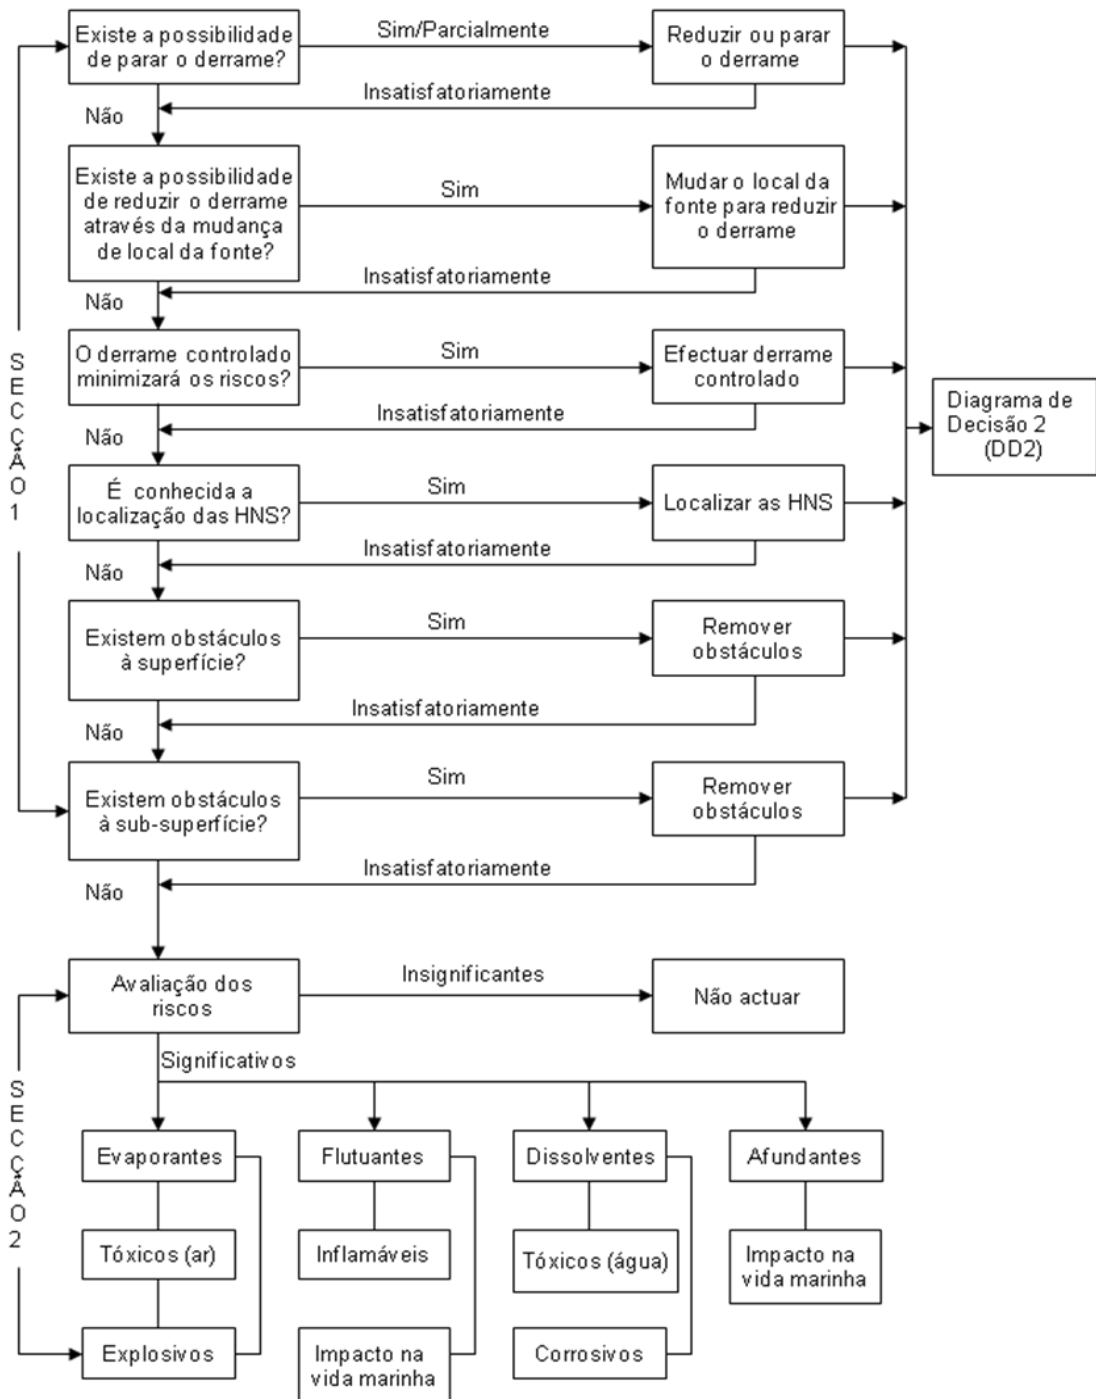 Existe a possibilidade
de parar o derrame?
Sim/Parcialmente
Reduzir ou parar
o derrame
Insatisfatoriamente
Não
Existe a possibilidade
de reduzir o derrame
através da mudança
de local da fonte?
Sim
Mudar o local da
fonte para reduzir
o derrame
Insatisfatoriamente
Não
SECÇÃO 1
O derrame controlado
minimizará os riscos?
Sim
Efectuar derrame
controlado
Diagrama de
Decisão 2
(DD2)
Insatisfatoriamente
Não
É conhecida a
localização das HNS?
Sim
Localizar as HNS
Insatisfatoriamente
Não
Existem obstáculos
à superfície?
Sim
Remover
obstáculos
Insatisfatoriamente
Não
Existem obstáculos
à sub-superfície?
Sim
Remover
obstáculos
Insatisfatoriamente
Não
Avaliação dos
riscos
Insignificantes
Não actuar
Significativos
SECÇÃO 2
Evaporantes
Flutuantes
Dissolventes
Afundantes
Tóxicos (ar)
Inflamáveis
Tóxicos (água)
Impacto na
vida marinha
Explosivos
Impacto na
vida marinha
Corrosivos